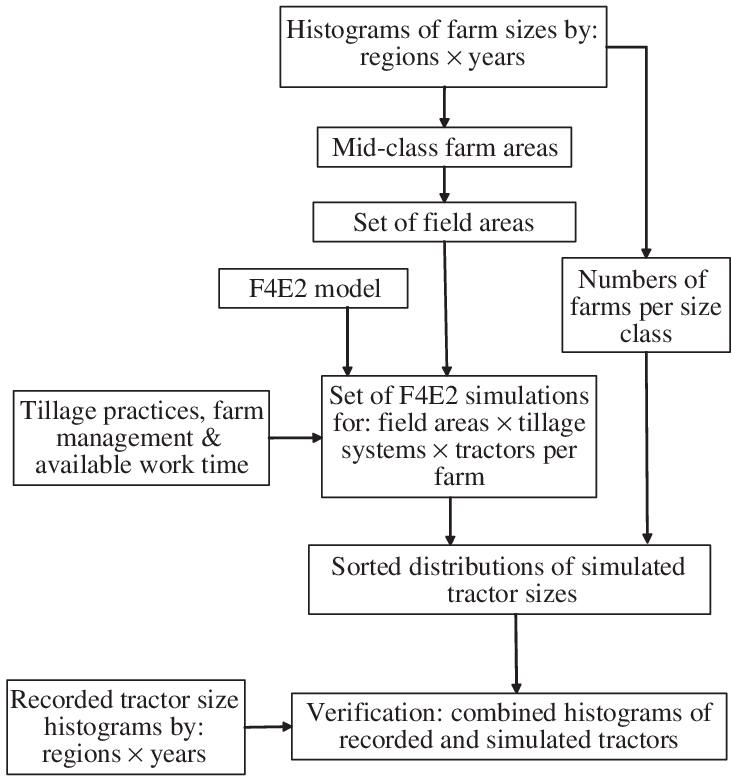 Histograms of farm sizes by:
regions × years
Mid-class farm areas
Set of field areas
F4E2 model
Numbers of
farms per size
class
Set of F4E2 simulations
for: field areas × tillage
systems × tractors per
farm
Tillage practices, farm
management &
available work time
Sorted distributions of simulated
tractor sizes
Recorded tractor size
histograms by:
regions × years
Verification: combined histograms of
recorded and simulated tractors